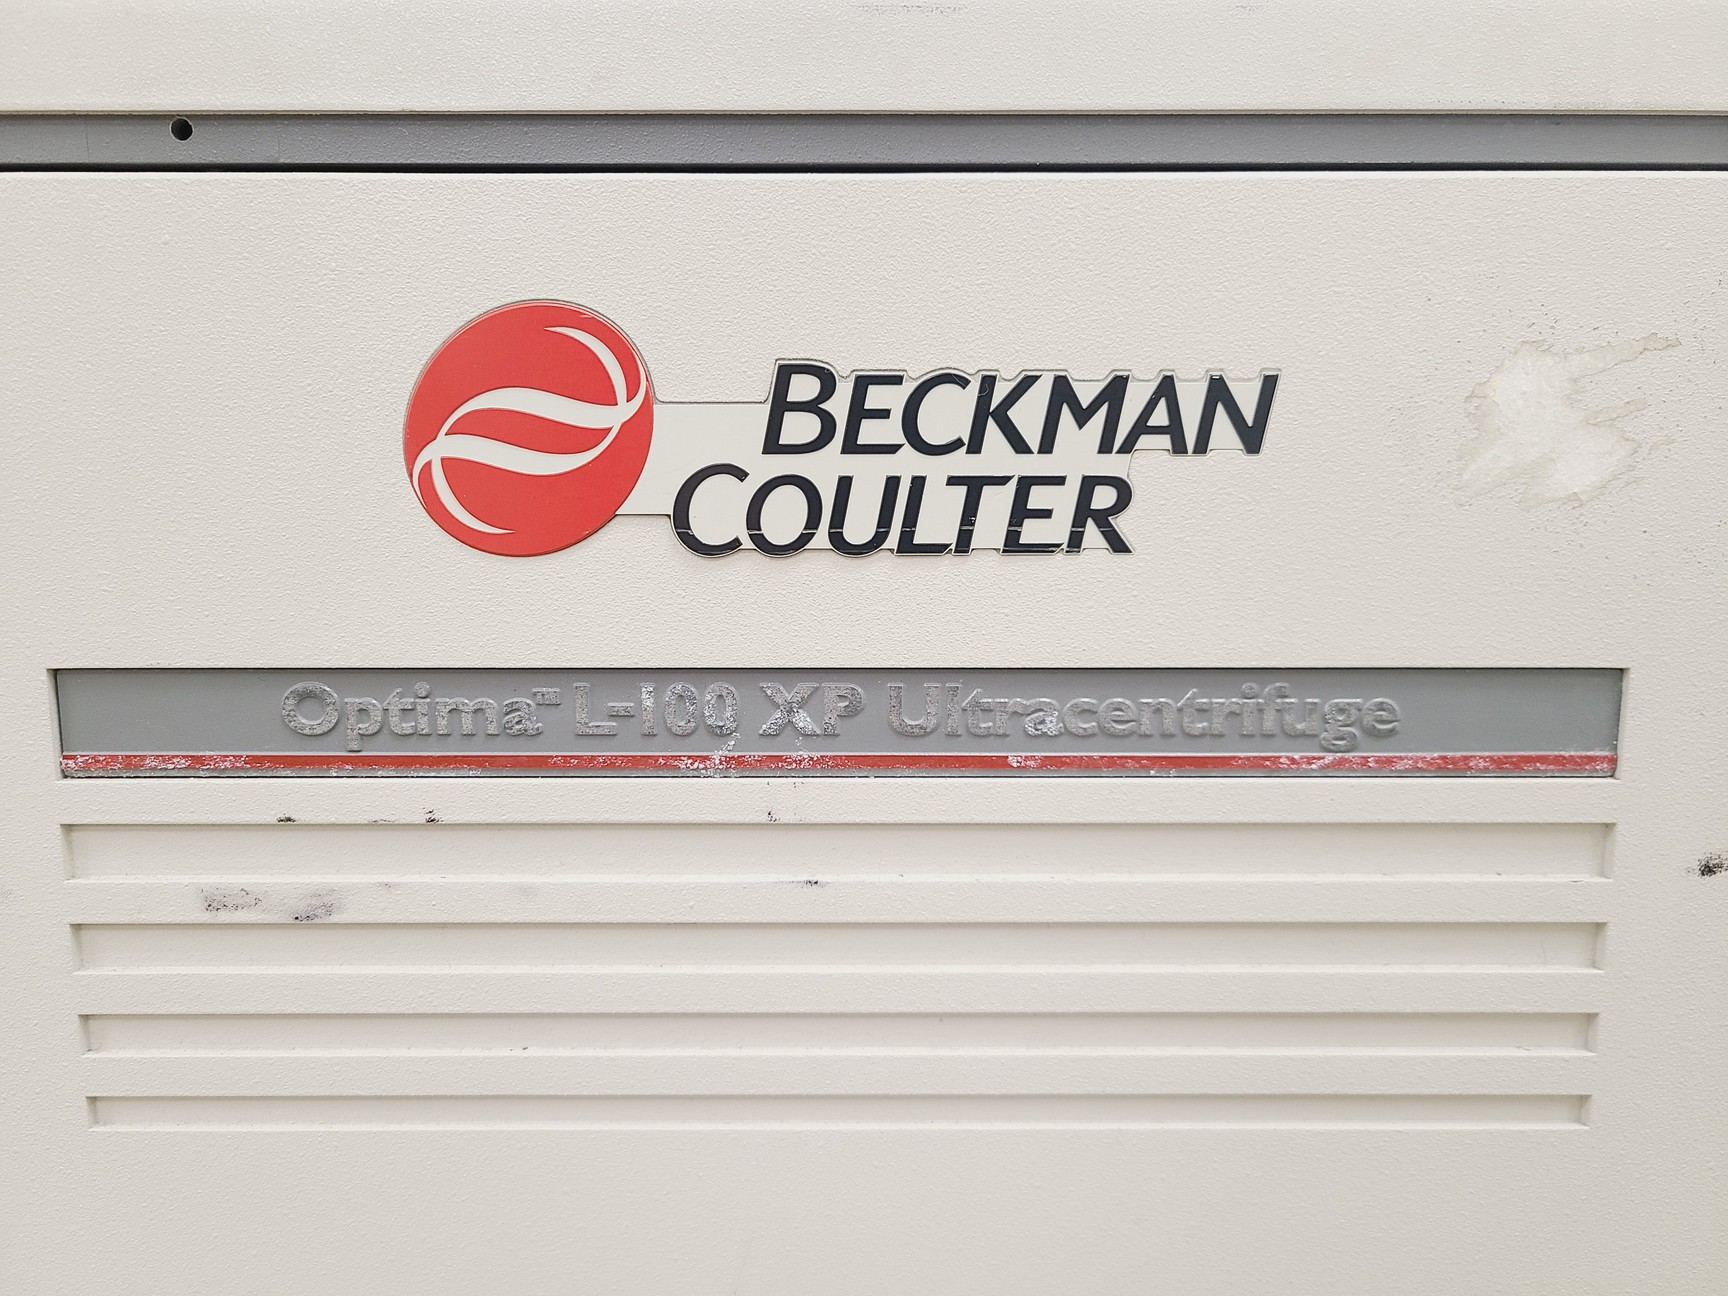 BECKMAN
COULTER
Optima™ L-100 XP Ultracentrifuge